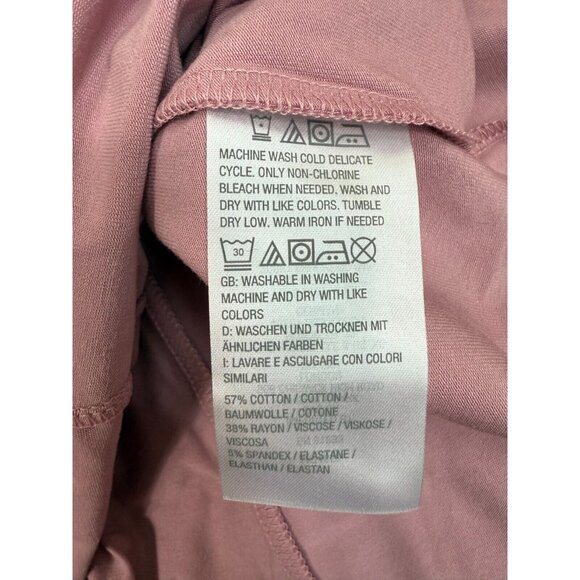 MACHINE WASH COLD DELICATE
CYCLE. ONLY NON-CHLORINE
BLEACH WHEN NEEDED. WASH AND
DRY WITH LIKE COLORS. TUMBLE
DRY LOW. WARM IRON IF NEEDED
30
GB: WASHABLE IN WASHING
MACHINE AND DRY WITH LIKE
COLORS
D: WASCHEN UND TROCKNEN MIT
ÄHNLICHEN FARBEN
I: LAVARE E ASCIUGARE CON COLORI
SIMILARI
57% COTTON / COTTON /
BAUMWOLLE / COTONE
38% RAYON / VISCOSE / VISKOSE /
VISCOSA
5% SPANDEX / ELASTANE /
ELASTHAN / ELASTAN